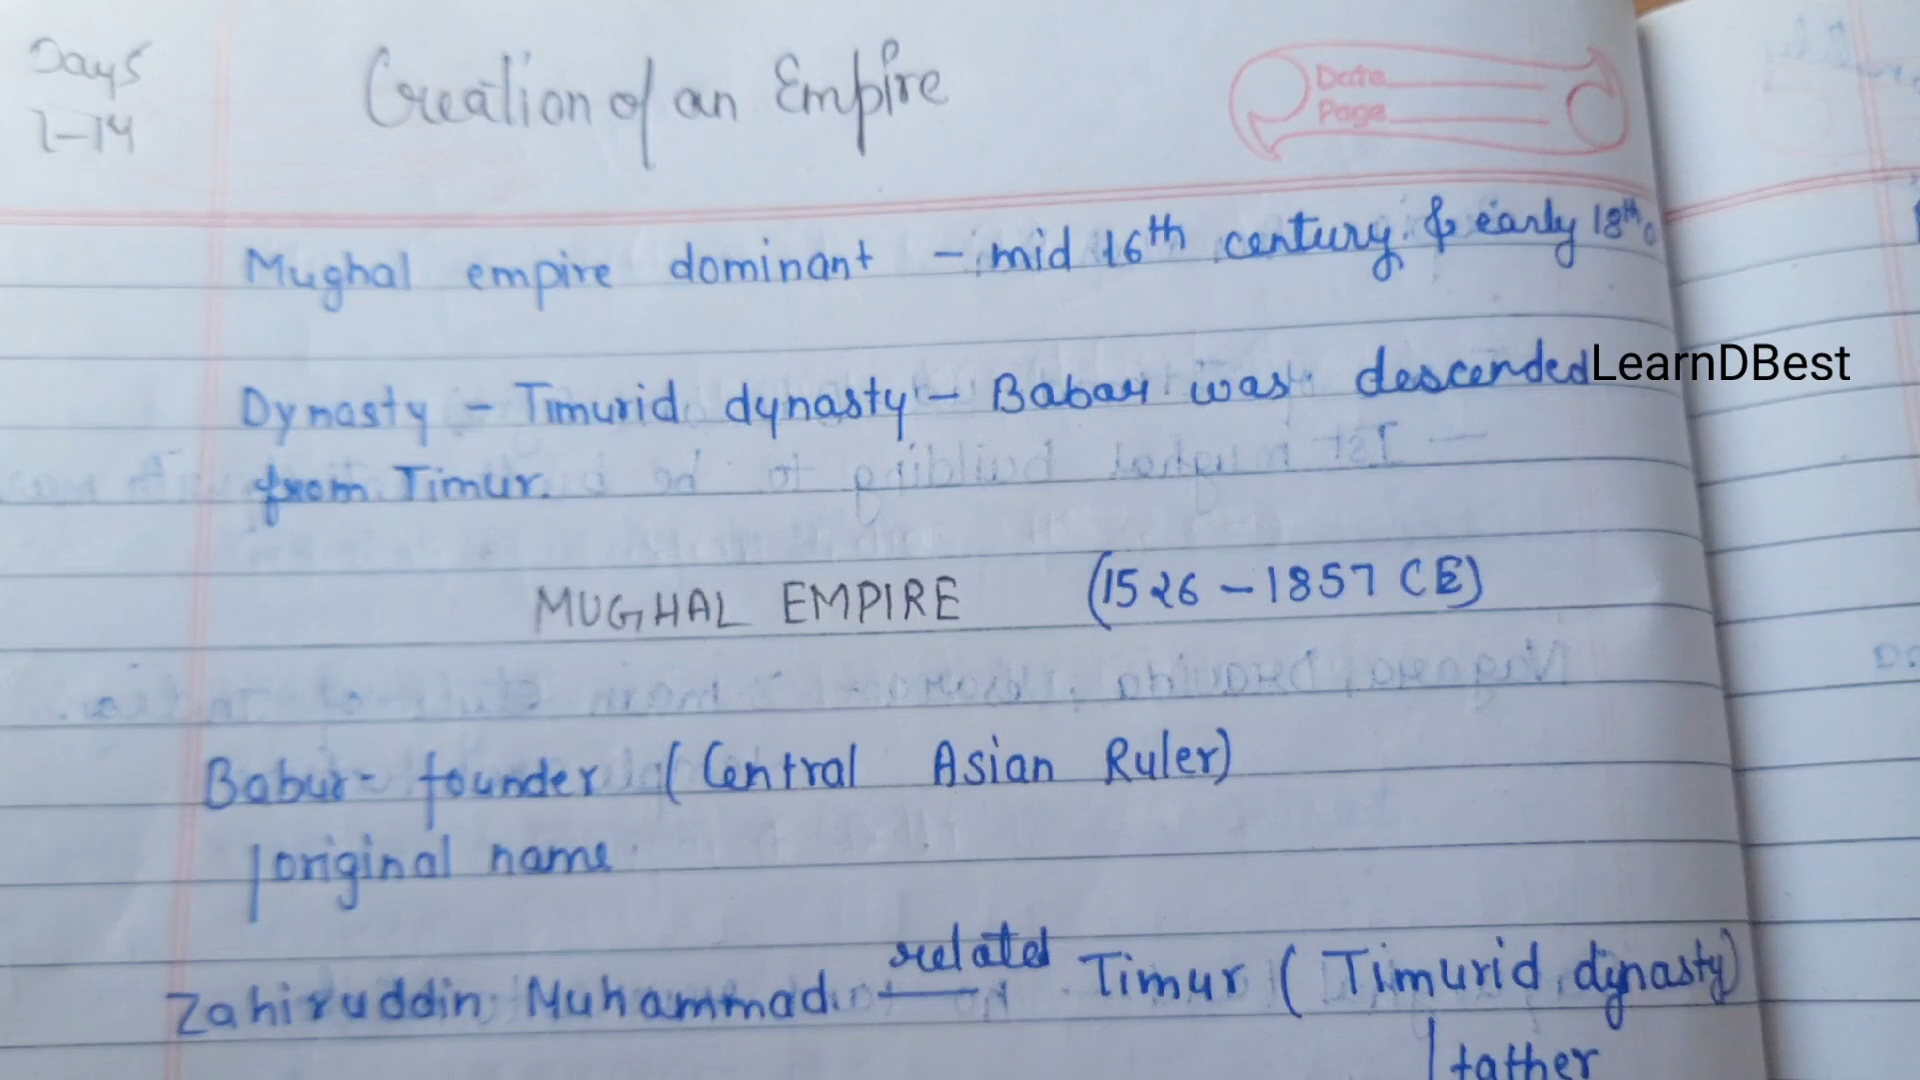 Days
1-14
Creation of an Empire
Date
Page
Mughal empire dominant - mid 16th century & early 18th
Dynasty - Timurid dynasty - Babar was descended
LearnDBest
from Timur.
MUGHAL EMPIRE (1526-1857 CE)
Babur- founder (Central Asian Ruler)
original name
related
Zahiruddin Muhammad Timur (Timurid dynasty)
father